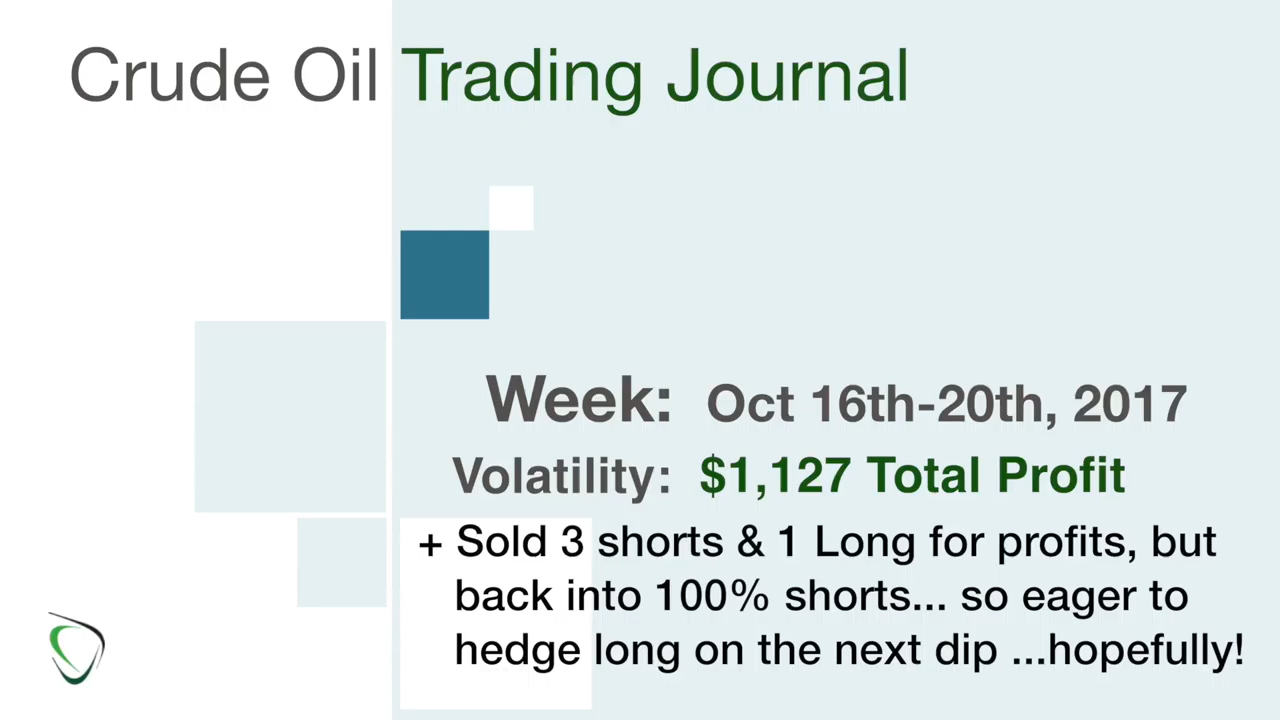 Crude Oil Trading Journal
Week: Oct 16th-20th, 2017
Volatility: $1,127 Total Profit
+ Sold 3 shorts & 1 Long for profits, but
back into 100% shorts... so eager to
hedge long on the next dip ...hopefully!